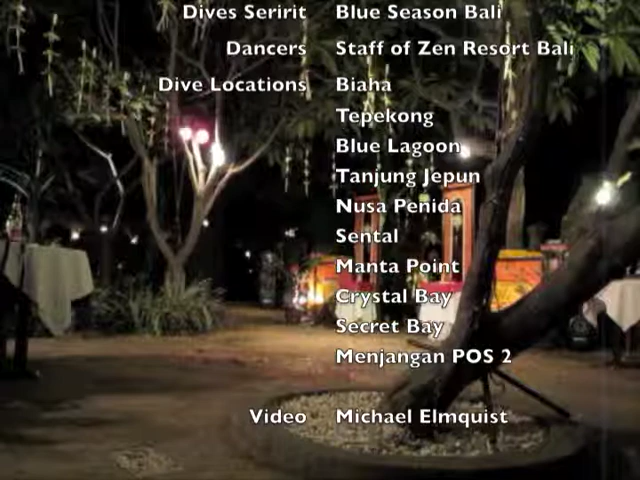 Dives Seririt Blue Season Bali
Dancers Staff of Zen Resort Bali
Dive Locations Biaha
Tepekong
Blue Lagoon
Tanjung Jepun
Nusa Penida
Sental
Manta Point
Crystal Bay
Secret Bay
Menjangan POS 2
Video Michael Elmquist